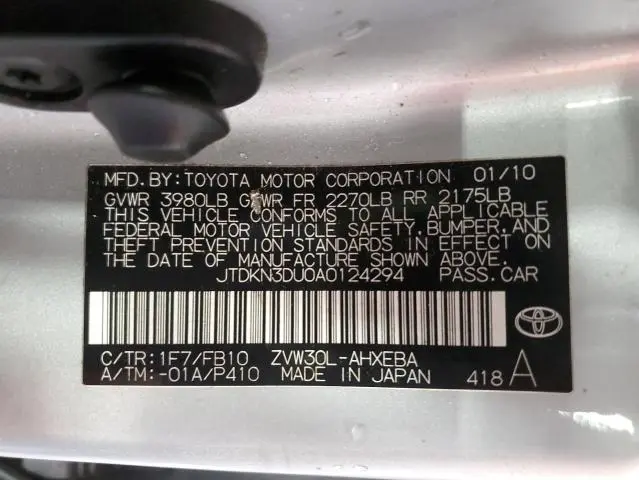 MFD.BY:TOYOTA MOTOR CORPORATION 01/10
GVWR 3980LB GAWR FR 2270LB RR 2175LB
THIS VEHICLE CONFORMS TO ALL APPLICABLE
FEDERAL MOTOR VEHICLE SAFETY,BUMPER,AND
THEFT PREVENTION STANDARDS IN EFFECT ON
THE DATE OF MANUFACTURE SHOWN ABOVE.
JTDKN3DU0A0124294 PASS.CAR
C/TR:1F7/FB10 ZVW30L-AHXEBA
A/TM:-01A/P410 MADE IN JAPAN 418 A